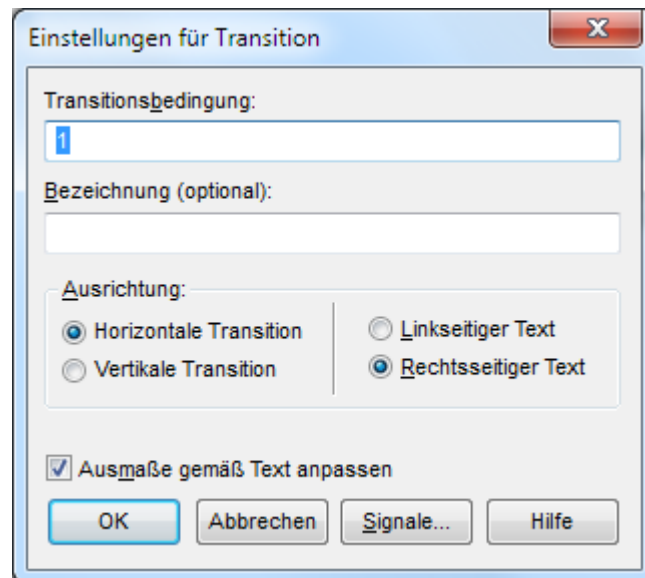 Einstellungen für Transition
Transitionsbedingung:
1
Bezeichnung (optional):
Ausrichtung:
Horizontale Transition
Linkseitiger Text
Vertikale Transition
Rechtsseitiger Text
Ausmaße gemäß Text anpassen
OK Abbrechen Signale... Hilfe